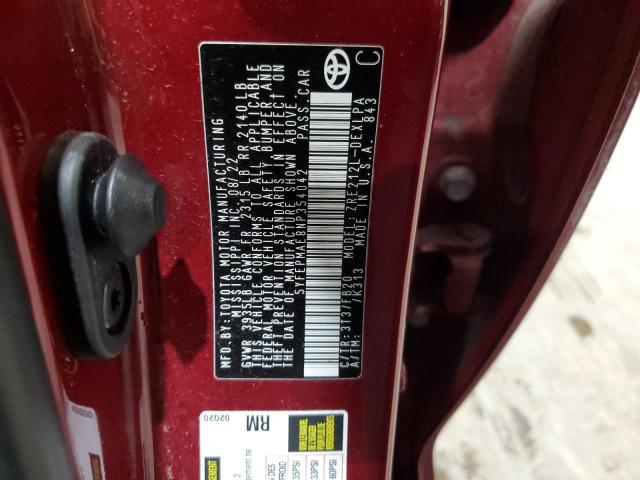 MFD.BY: TOYOTA MOTOR MANUFACTURING
MISSISSIPPI INC. 08/22
GVWR 3935LB GAWR FR 2315 LB RR 2140 LB
THIS VEHICLE CONFORMS TO ALL APPLICABLE
FEDERAL MOTOR VEHICLE SAFETY BUMPER AND
THEFT PREVENTION STANDARDS IN EFFECT ON
THE DATE OF MANUFACTURE SHOWN ABOVE.
5YFEPMAE8NP354042 PASS.CAR
C
C/TR:3T3/FB20 MODEL:ZRE212L-DEXLPA
A/TM: /K313 MADE IN U.S.A. 843
02020
RM